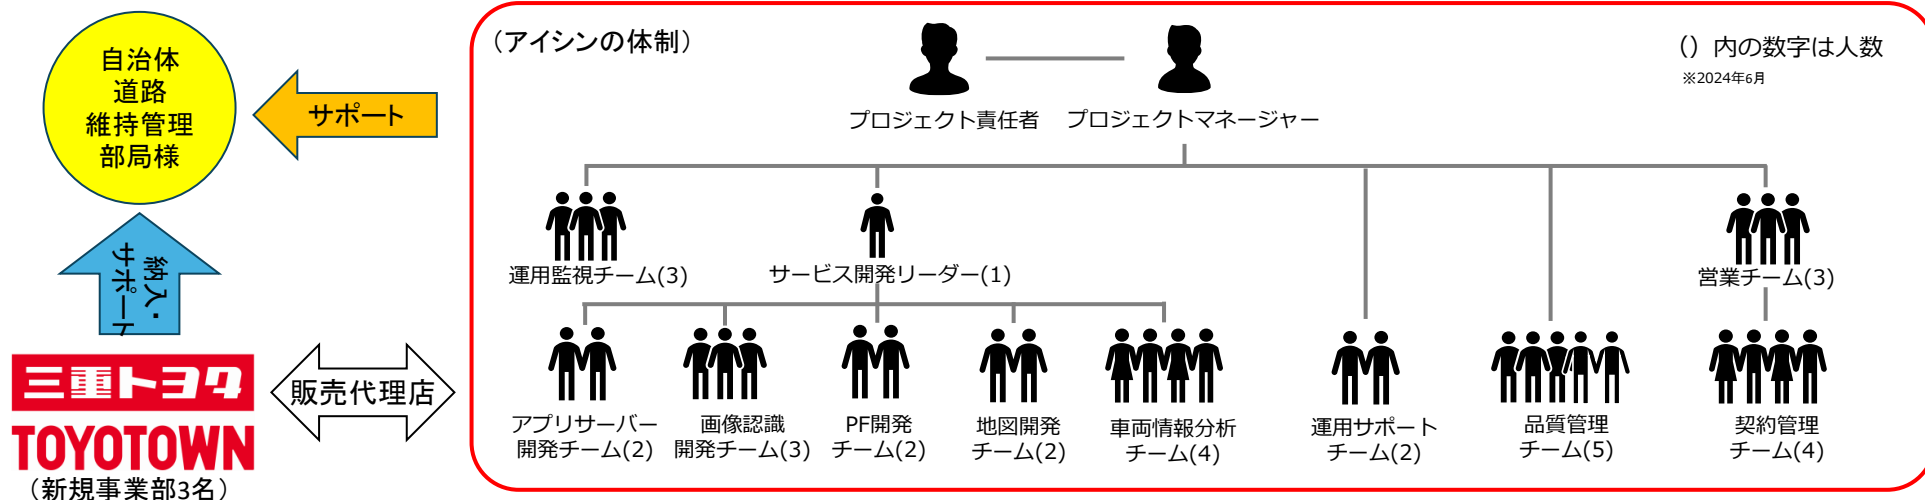 自治体
道路
維持管理
部局様
サポート
納入・
サポート
三重トヨタ
TOYOTOWN
(新規事業部3名)
販売代理店
(アイシンの体制)
プロジェクト責任者
プロジェクトマネージャー
() 内の数字は人数
※2024年6月
運用監視チーム(3)
サービス開発リーダー(1)
営業チーム(3)
アプリサーバー
開発チーム(2)
画像認識
開発チーム(3)
PF開発
チーム(2)
地図開発
チーム(2)
車両情報分析
チーム(4)
運用サポート
チーム(2)
品質管理
チーム(5)
契約管理
チーム(4)